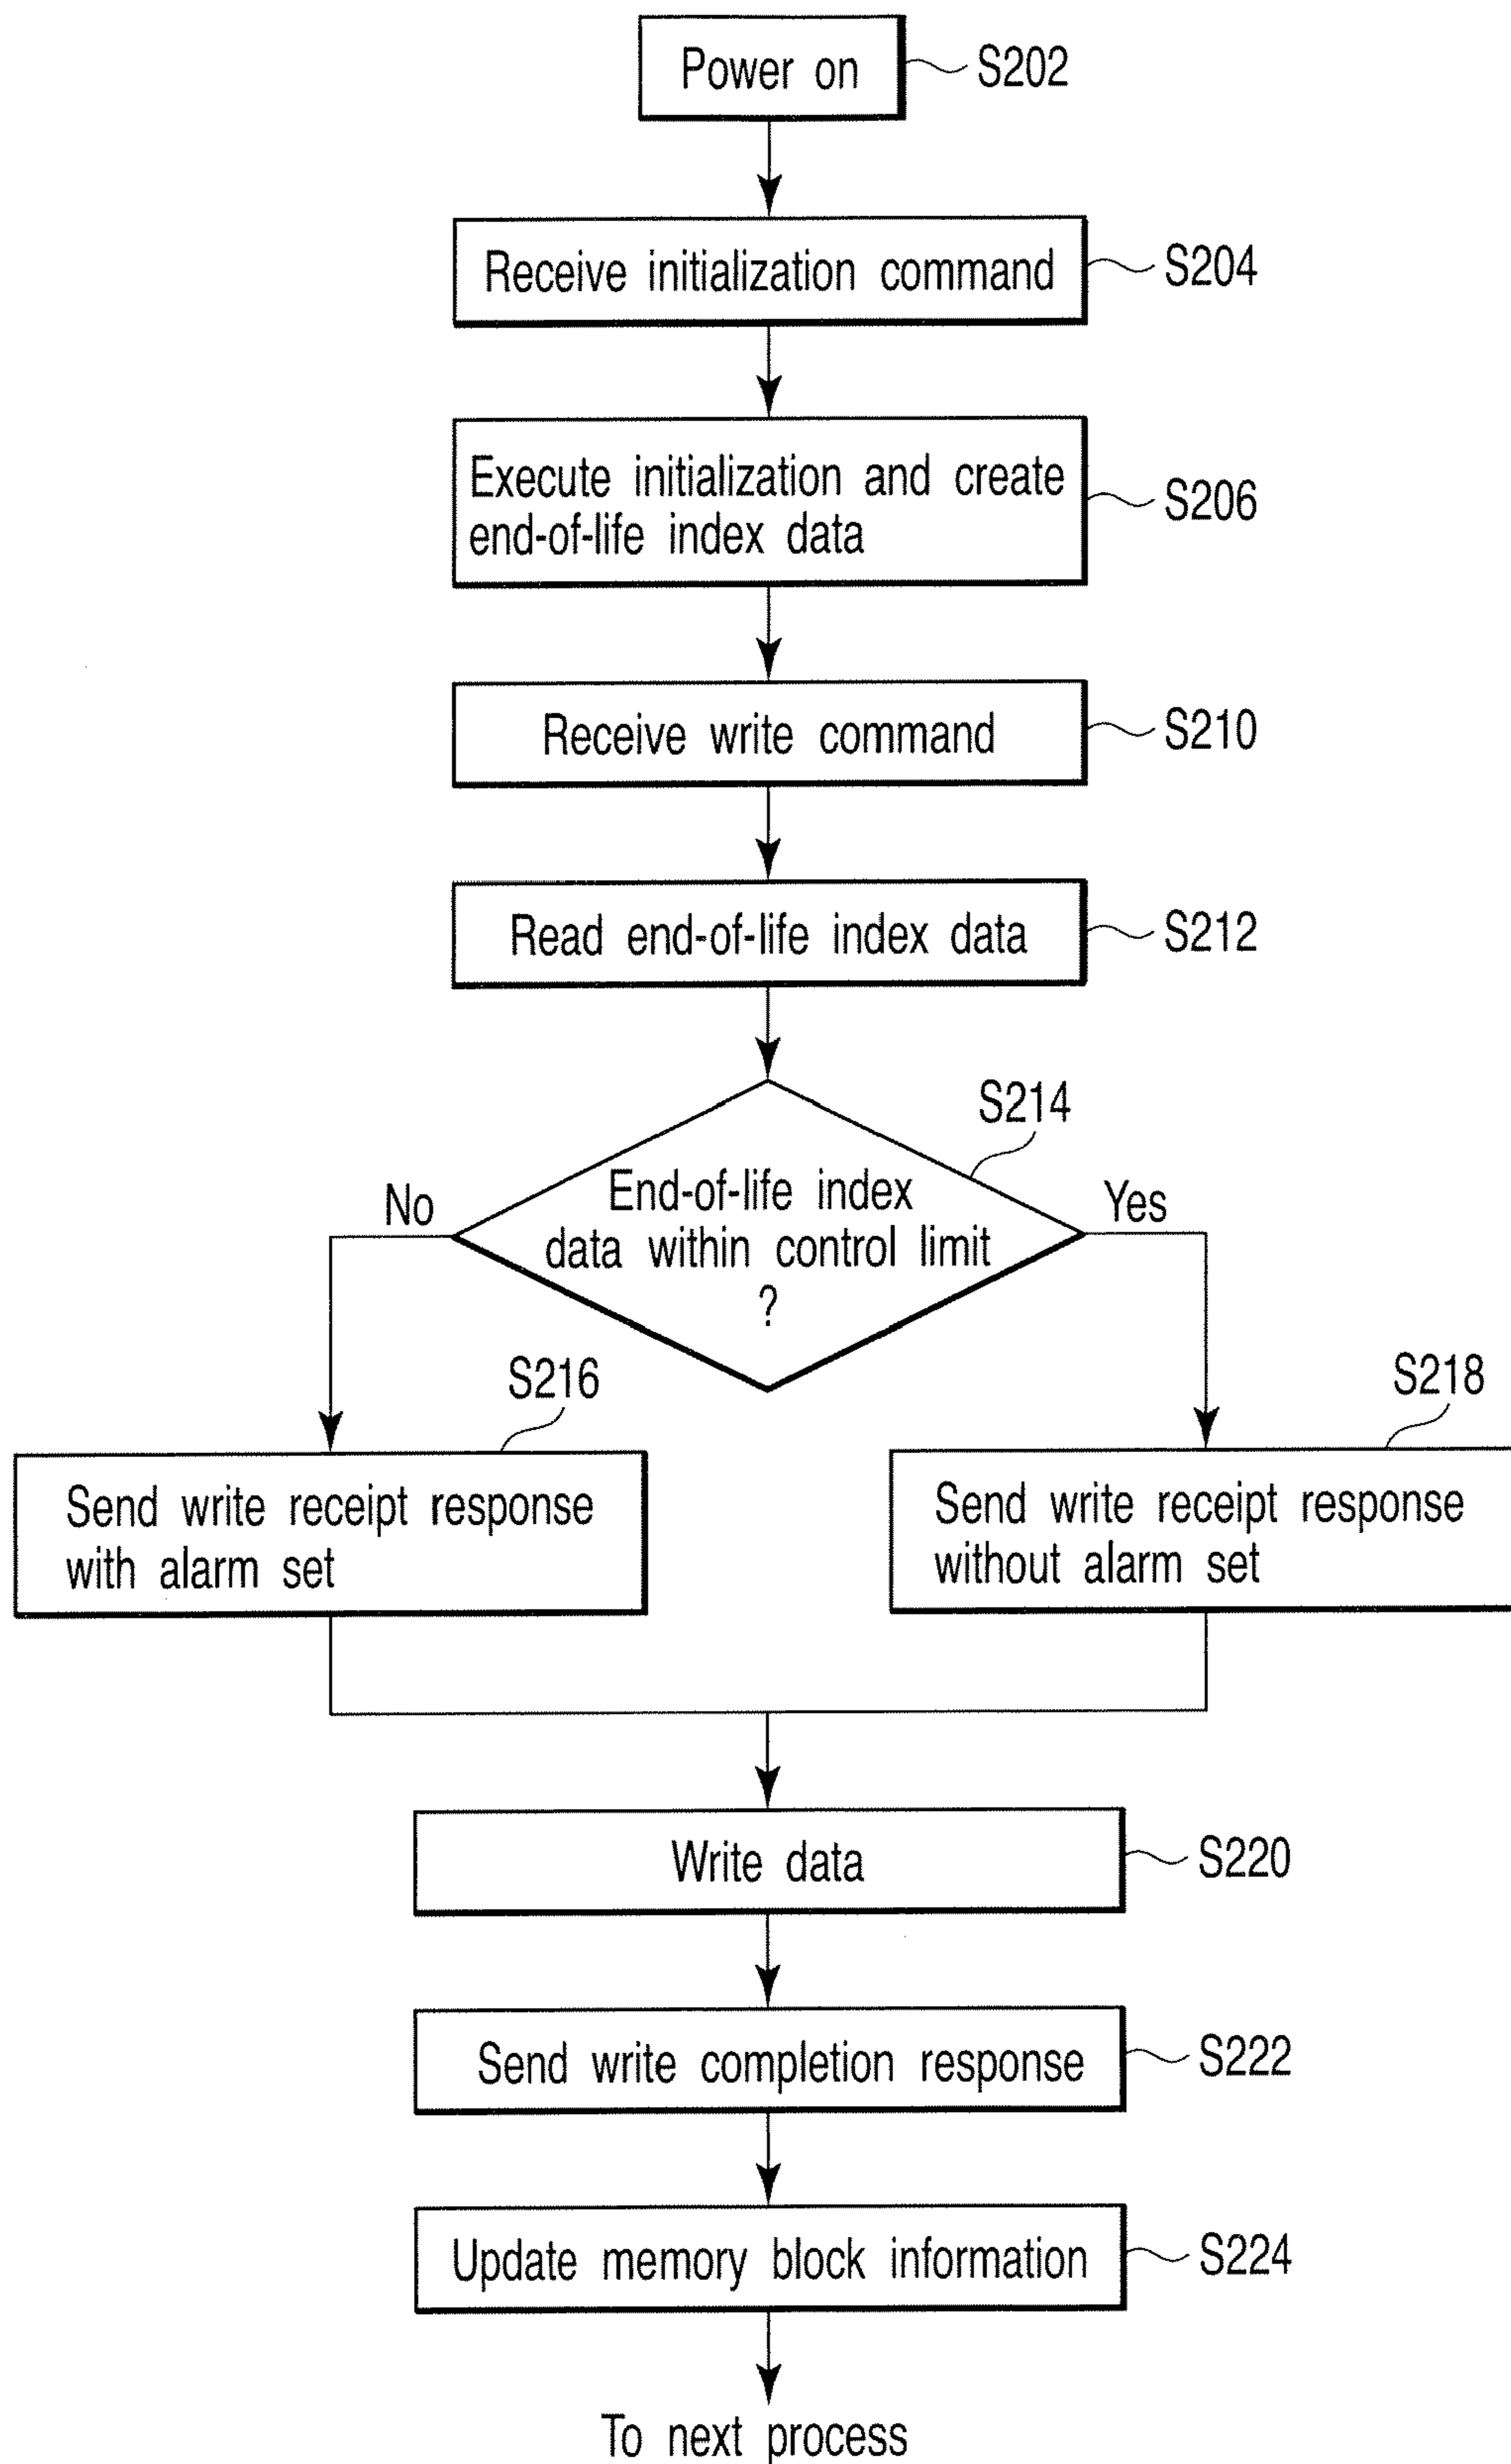 Power on
S202
Receive initialization command
S204
Execute initialization and create
end-of-life index data
S206
Receive write command
S210
Read end-of-life index data
S212
S214
End-of-life index
data within control limit
?
No
Yes
S216
Send write receipt response
with alarm set
S218
Send write receipt response
without alarm set
Write data
S220
Send write completion response
S222
Update memory block information
S224
To next process